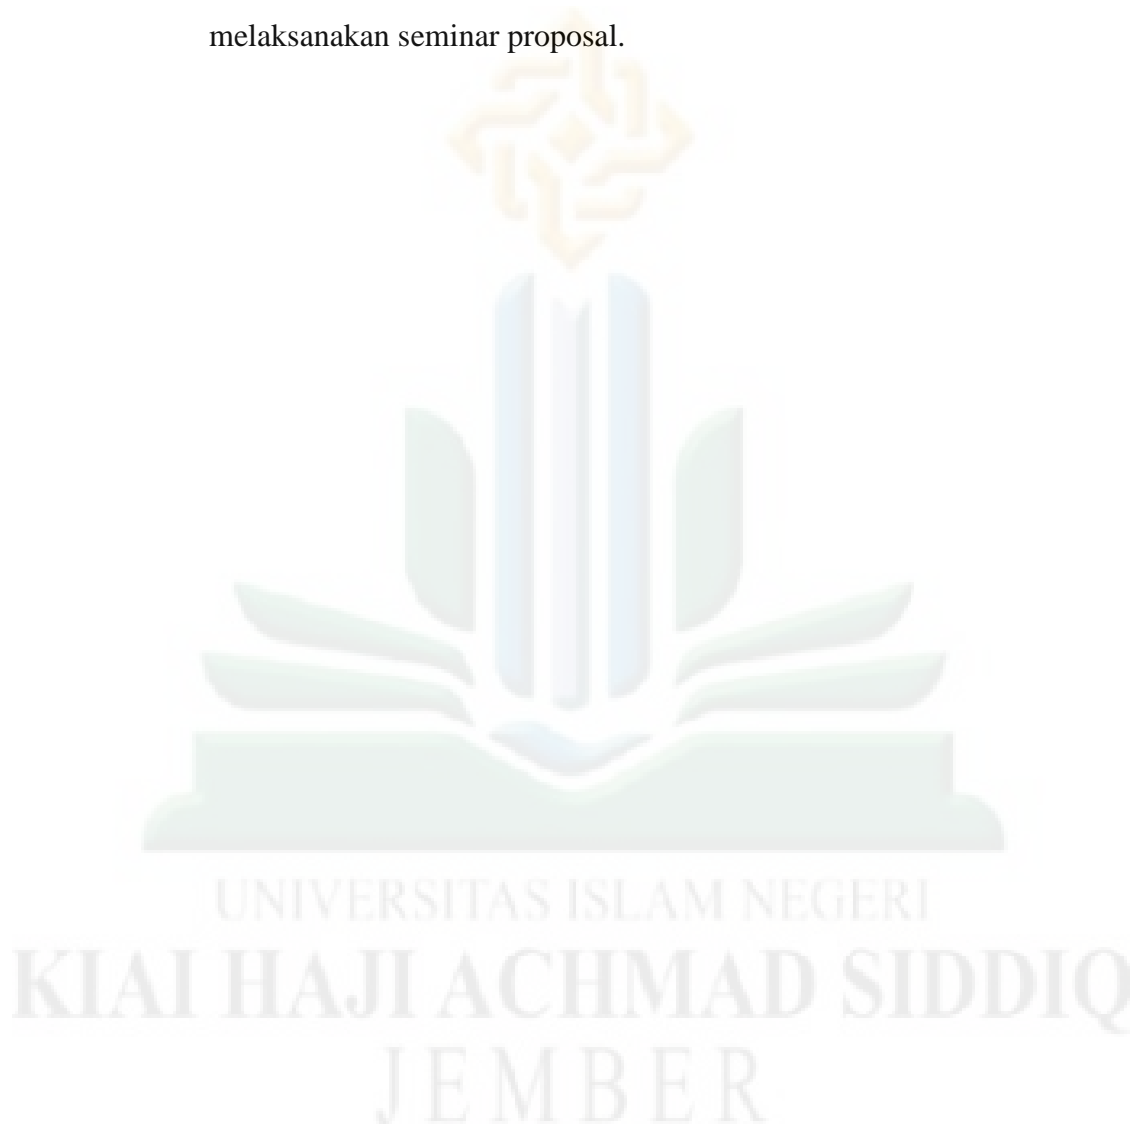 melaksanakan seminar proposal.
UNIVERSITAS ISLAM NEGERI
KIAI HAJI ACHMAD SIDDIQ
JEMBER